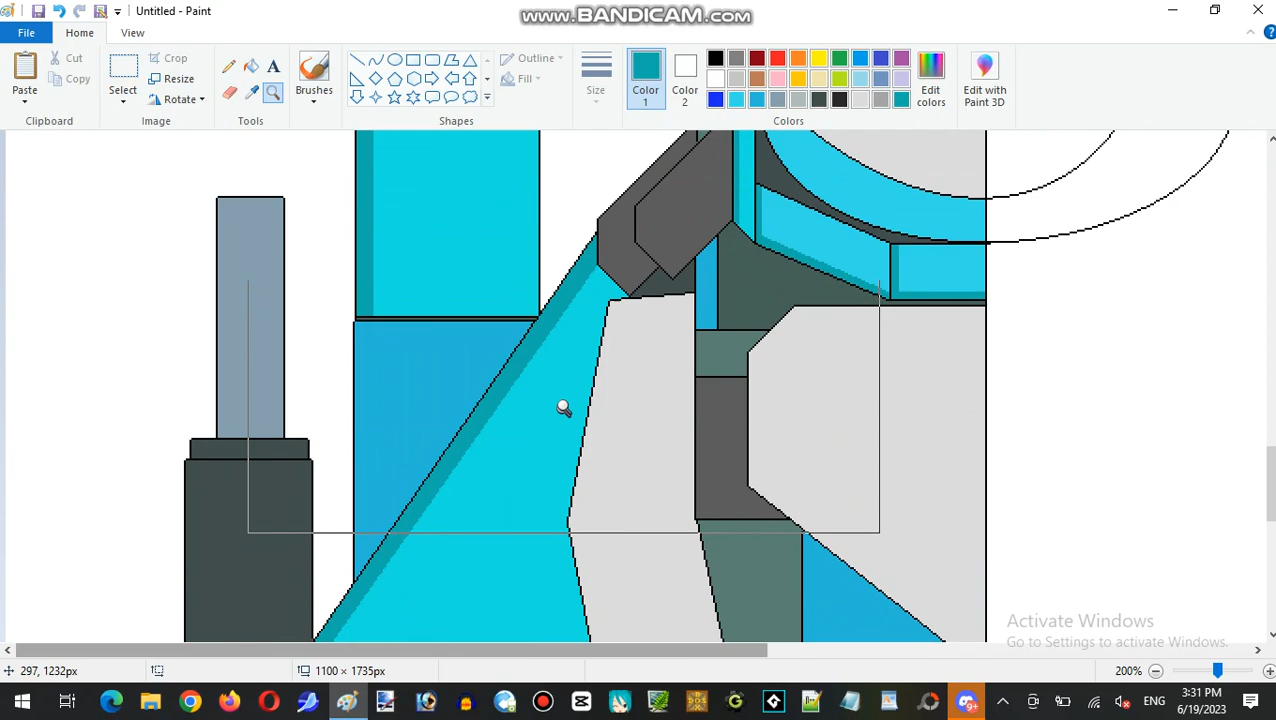 Untitled - Paint
www.BANDICAM.com
File
Home
View
Paste
Cut
Copy
Clipboard
Select
Crop
Resize
Rotate
Image
A
Tools
Brushes
Shapes
Outline
Fill
Size
Color 1
Color 2
Edit colors
Colors
Edit with Paint 3D
Activate Windows
Go to Settings to activate Windows.
297, 1232px
1100 × 1735px
200%
9+
ENG
3:31 PM
6/19/2023